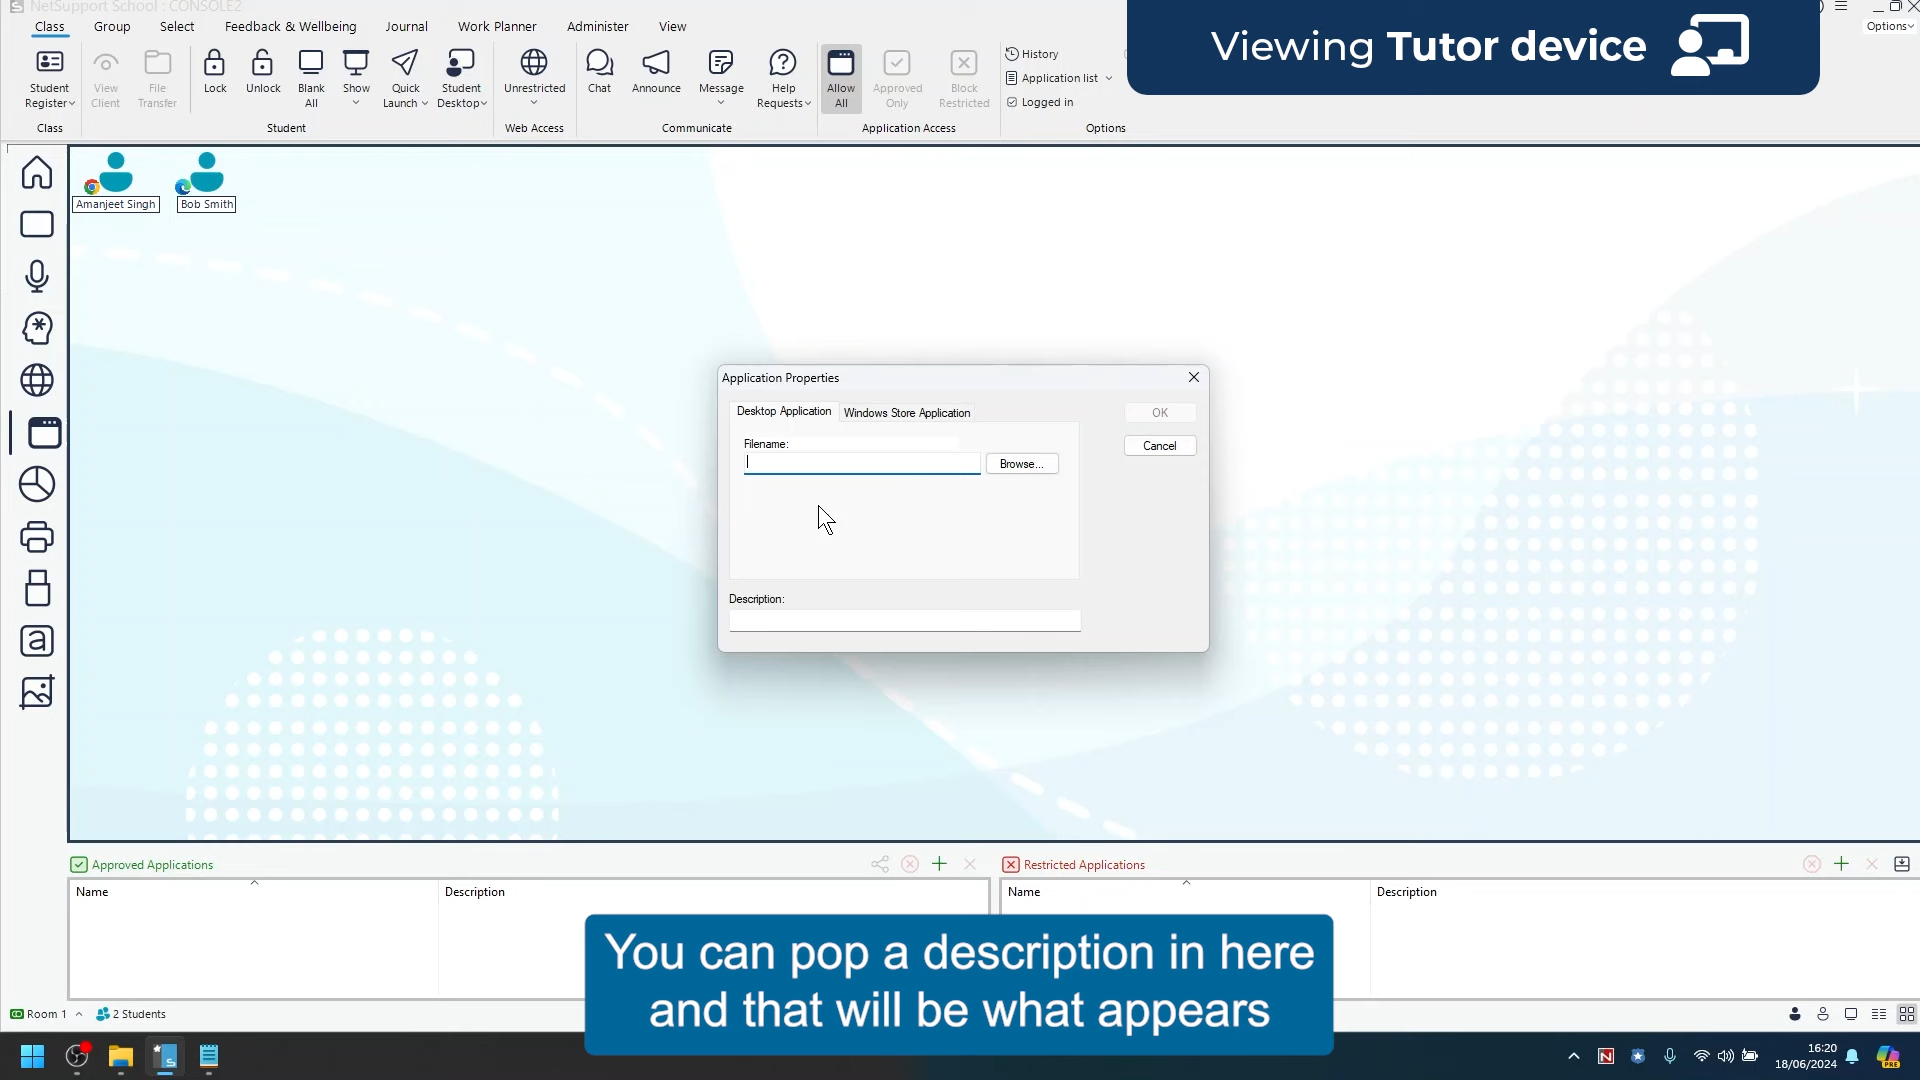 NetSupport School : CONSOLE2
Class Group Select Feedback & Wellbeing Journal Work Planner Administer View
Options
Viewing Tutor device
Student Register
View Client
File Transfer
Lock
Unlock
Blank All
Show
Quick Launch
Student Desktop
Unrestricted
Chat
Announce
Message
Help Requests
Allow All
Approved Only
Block Restricted
History
Application list
Logged in
Class Student Web Access Communicate Application Access Options
Amanjeet Singh Bob Smith
Application Properties
Desktop Application Windows Store Application
OK
Filename:
Cancel
Browse...
Description:
a
Approved Applications
Restricted Applications
Name Description
Name Description
You can pop a description in here
and that will be what appears
Room 1 2 Students
16:20
18/06/2024